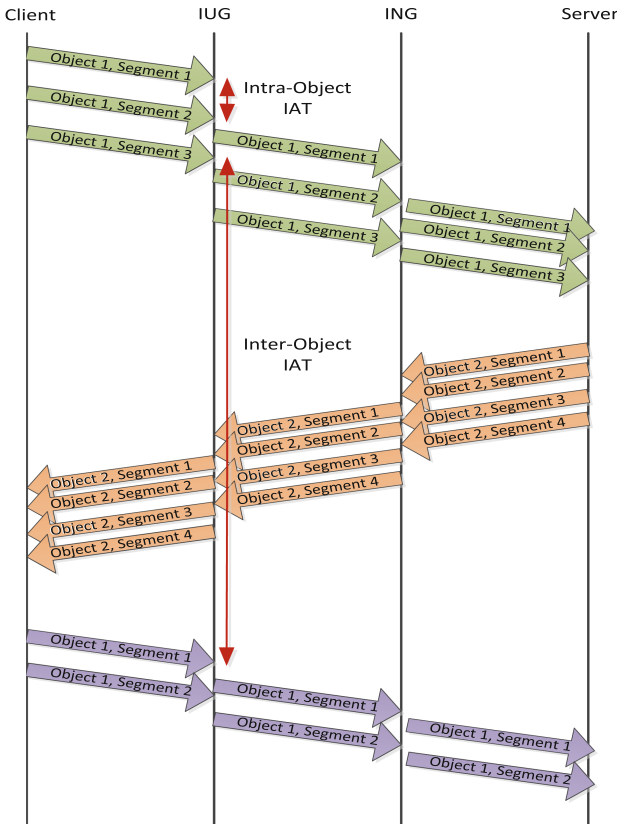 Client
IUG
ING
Server
Object 1, Segment 1
Object 1, Segment 2
Object 1, Segment 3
Intra-Object
IAT
Object 1, Segment 1
Object 1, Segment 2
Object 1, Segment 3
Object 1, Segment 1
Object 1, Segment 2
Object 1, Segment 3
Inter-Object
IAT
Object 2, Segment 1
Object 2, Segment 2
Object 2, Segment 3
Object 2, Segment 4
Object 2, Segment 1
Object 2, Segment 2
Object 2, Segment 3
Object 2, Segment 4
Object 2, Segment 1
Object 2, Segment 2
Object 2, Segment 3
Object 2, Segment 4
Object 1, Segment 1
Object 1, Segment 2
Object 1, Segment 1
Object 1, Segment 2
Object 1, Segment 1
Object 1, Segment 2